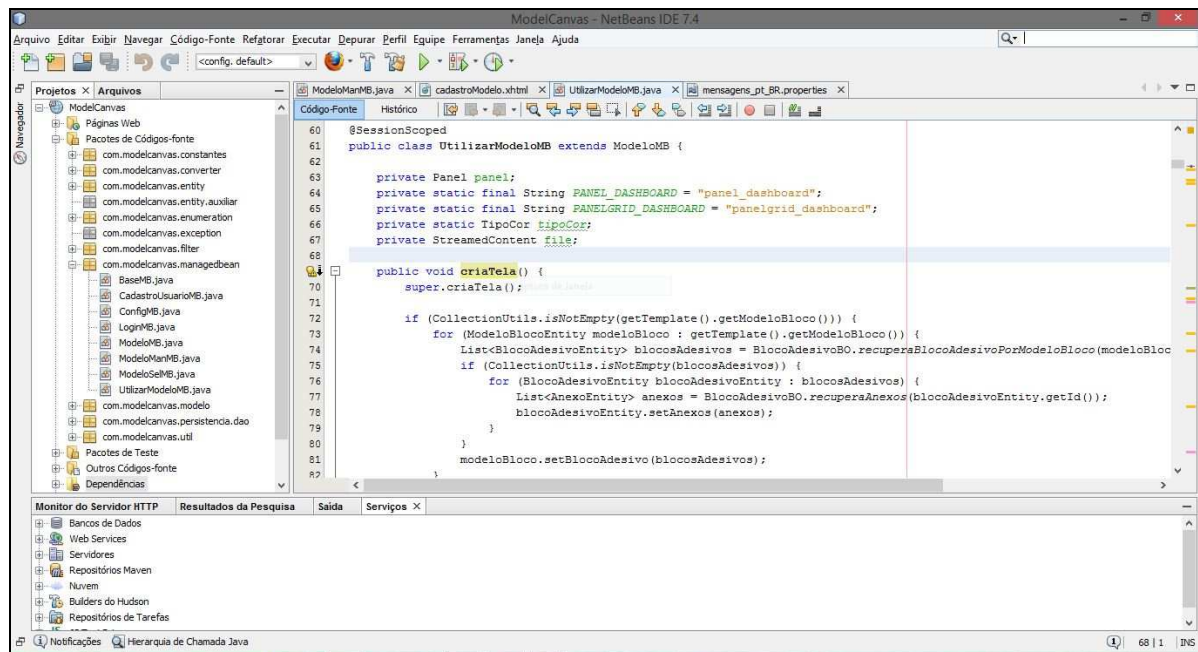 ModelCanvas - NetBeans IDE 7.4
Arquivo Editar Exibir Navegar Código-Fonte Refatorar Executar Depurar Perfil Equipe Ferramentas Janela Ajuda
<config. default>
Projetos Arquivos
Navegador
ModelCanvas
Páginas Web
Pacotes de Códigos-fonte
com.modelcanvas.constantes
com.modelcanvas.converter
com.modelcanvas.entity
com.modelcanvas.entity.auxiliar
com.modelcanvas.enumeration
com.modelcanvas.exception
com.modelcanvas.filter
com.modelcanvas.managedbean
BaseMB.java
CadastroUsuarioMB.java
ConfigMB.java
LoginMB.java
ModeloMB.java
ModeloManMB.java
ModeloSelMB.java
UtilizarModeloMB.java
com.modelcanvas.modelo
com.modelcanvas.persistencia.dao
com.modelcanvas.util
Pacotes de Teste
Outros Códigos-fonte
Dependências
ModeloManMB.java cadastroModelo.xhtml UtilizarModeloMB.java mensagens_pt_BR.properties
Código-Fonte Histórico
60 @SessionScoped
61 public class UtilizarModeloMB extends ModeloMB {
62
63 private Panel panel;
64 private static final String PANEL_DASHBOARD = "panel_dashboard";
65 private static final String PANELGRID_DASHBOARD = "panelgrid_dashboard";
66 private static TipoCor tipoCor;
67 private StreamedContent file;
68
public void criaTela() {
70 super.criaTela();
71
72 if (CollectionUtils.isNotEmpty(getTemplate().getModeloBloco())) {
73 for (ModeloBlocoEntity modeloBloco : getTemplate().getModeloBloco()) {
74 List<BlocoAdesivoEntity> blocosAdesivos = BlocoAdesivoBO.recuperaBlocoAdesivoPorModeloBloco(modeloBloc
75 if (CollectionUtils.isNotEmpty(blocosAdesivos)) {
76 for (BlocoAdesivoEntity blocoAdesivoEntity : blocosAdesivos) {
77 List<AnexoEntity> anexos = BlocoAdesivoBO.recuperaAnexos(blocoAdesivoEntity.getId());
78 blocoAdesivoEntity.setAnexos(anexos);
79 }
80 }
81 modeloBloco.setBlocoAdesivo(blocosAdesivos);
82 }
Monitor do Servidor HTTP Resultados da Pesquisa Saída Serviços
Bancos de Dados
Web Services
Servidores
Repositórios Maven
Nuvem
Builders do Hudson
Repositórios de Tarefas
Notificações Hierarquia de Chamada Java
1 68 | 1 INS